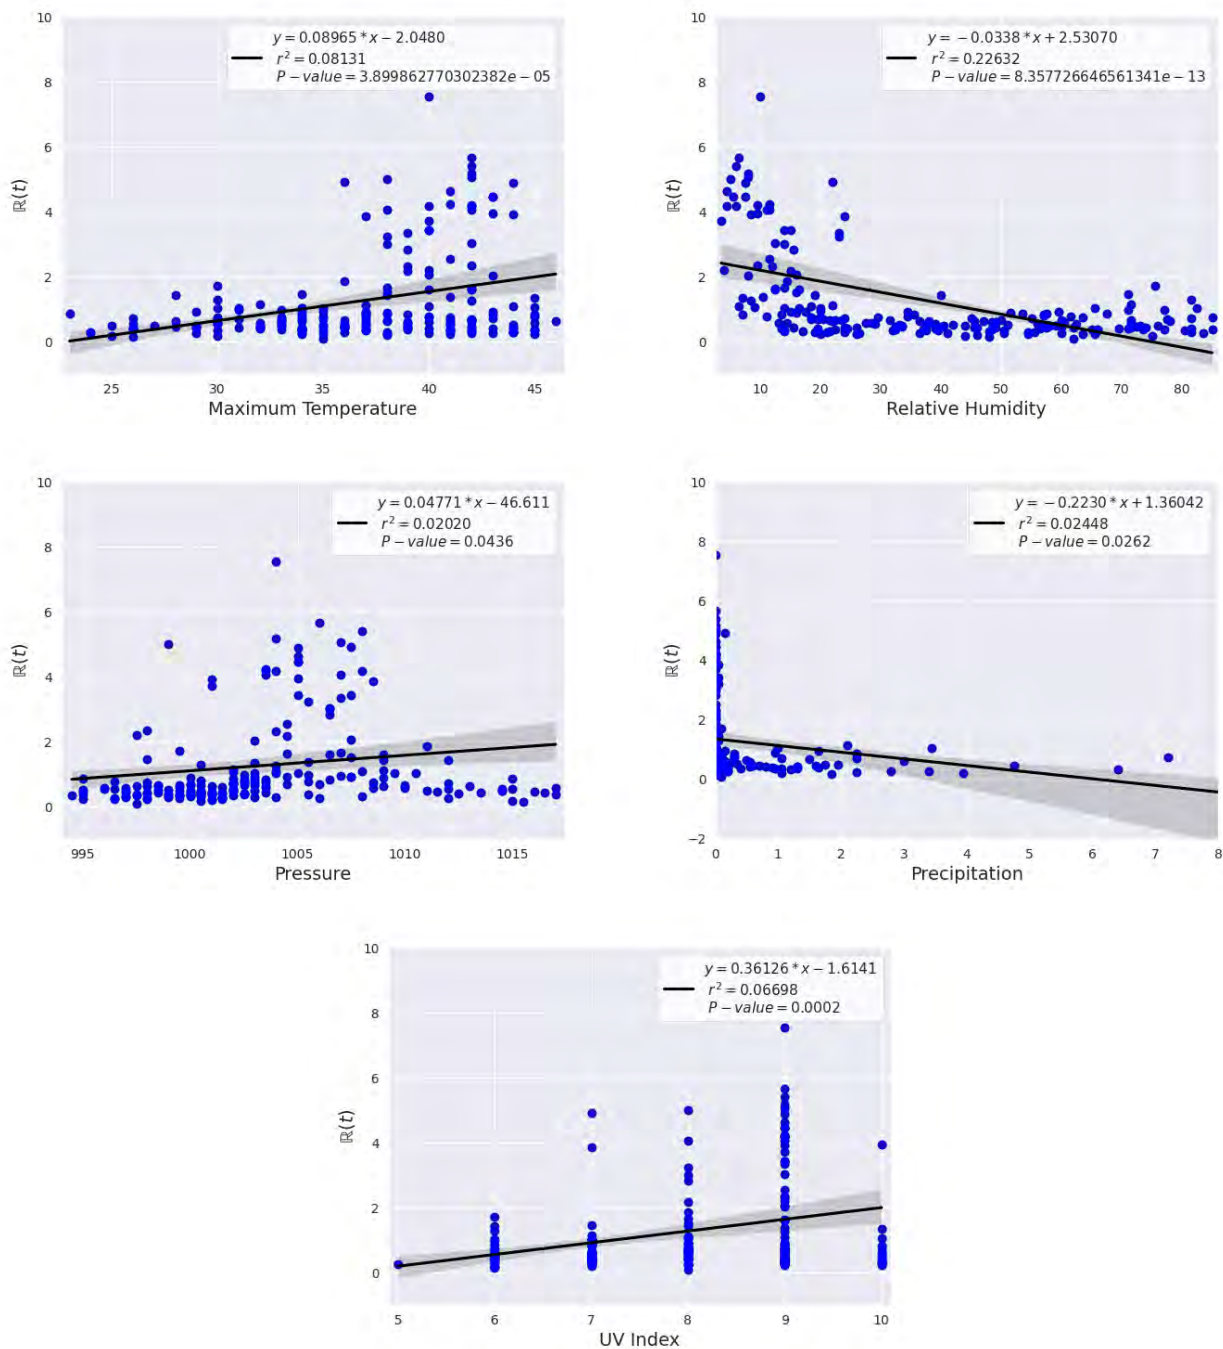 10
8
6
4
2
0
ℝ(t)
y = 0.08965 * x − 2.0480
r² = 0.08131
P − value = 3.899862770302382e − 05
25 30 35 40 45
Maximum Temperature
10
8
6
4
2
0
ℝ(t)
y = −0.0338 * x + 2.53070
r² = 0.22632
P − value = 8.357726646561341e − 13
10 20 30 40 50 60 70 80
Relative Humidity
10
8
6
4
2
0
ℝ(t)
y = 0.04771 * x − 46.611
r² = 0.02020
P − value = 0.0436
995 1000 1005 1010 1015
Pressure
10
8
6
4
2
0
−2
ℝ(t)
y = −0.2230 * x + 1.36042
r² = 0.02448
P − value = 0.0262
0 1 2 3 4 5 6 7 8
Precipitation
10
8
6
4
2
0
ℝ(t)
y = 0.36126 * x − 1.6141
r² = 0.06698
P − value = 0.0002
5 6 7 8 9 10
UV Index